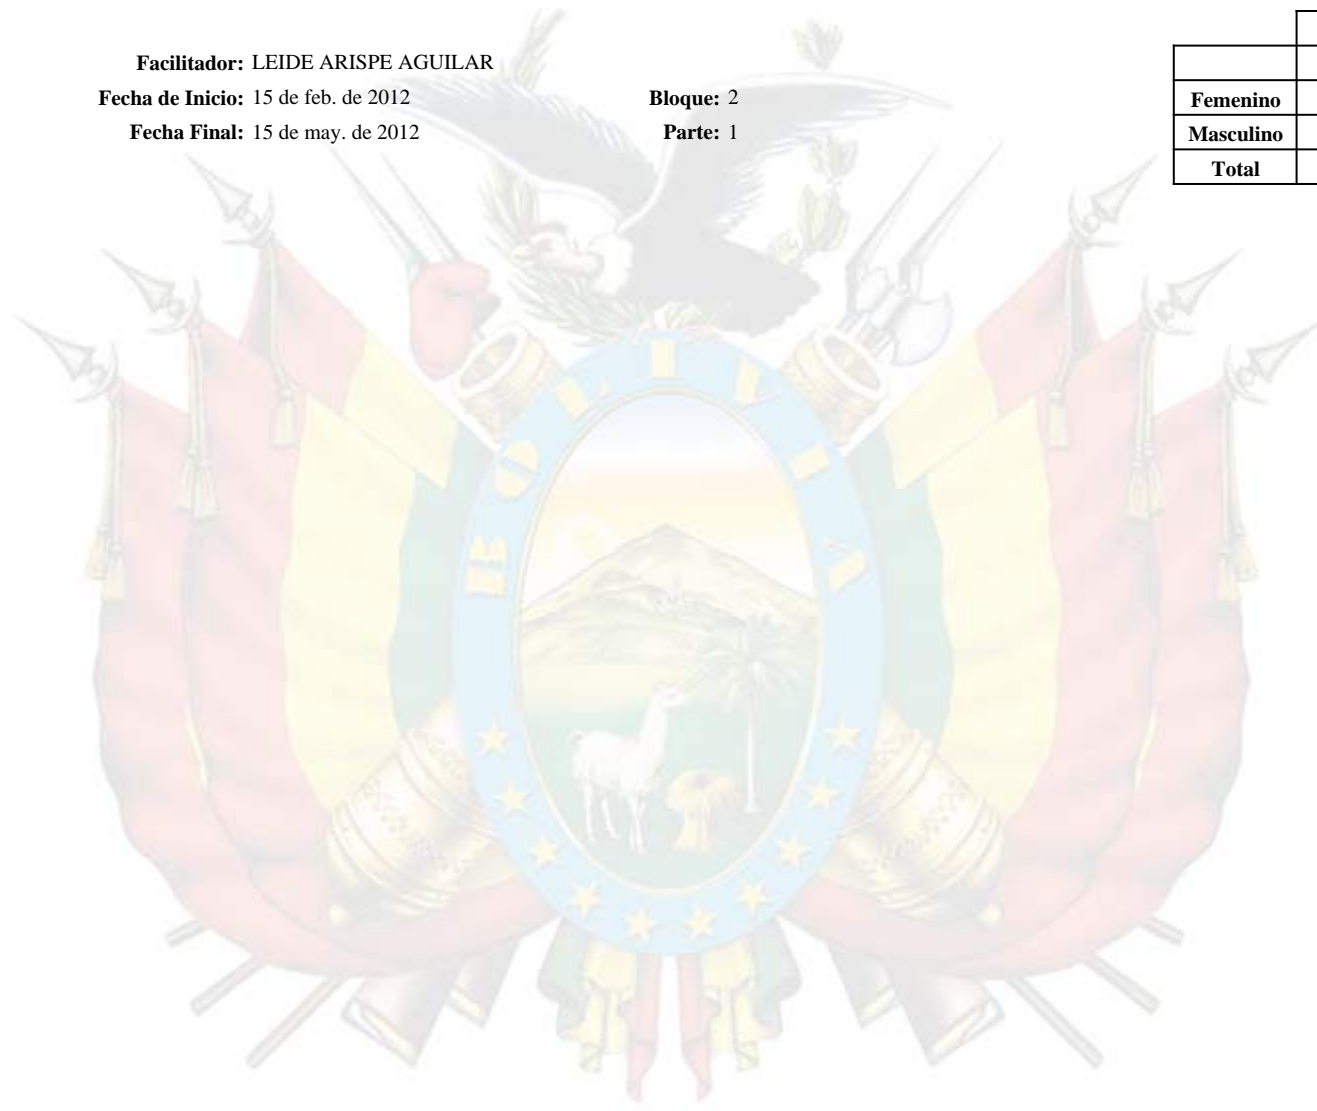 Facilitador: LEIDE ARISPE AGUILAR
Fecha de Inicio: 15 de feb. de 2012 Bloque: 2
Fecha Final: 15 de may. de 2012 Parte: 1
Femenino
Masculino
Total
BOLIVIA